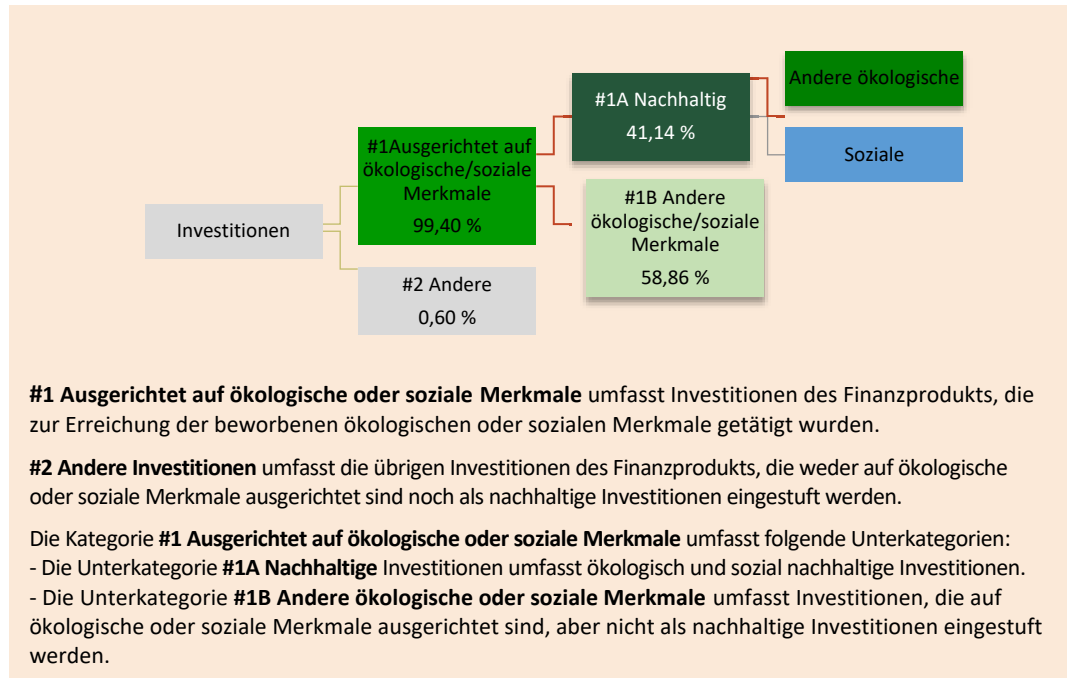 Investitionen
#1Ausgerichtet auf
ökologische/soziale
Merkmale
99,40 %
#2 Andere
0,60 %
#1A Nachhaltig
41,14 %
#1B Andere
ökologische/soziale
Merkmale
58,86 %
Andere ökologische
Soziale
#1 Ausgerichtet auf ökologische oder soziale Merkmale umfasst Investitionen des Finanzprodukts, die
zur Erreichung der beworbenen ökologischen oder sozialen Merkmale getätigt wurden.
#2 Andere Investitionen umfasst die übrigen Investitionen des Finanzprodukts, die weder auf ökologische
oder soziale Merkmale ausgerichtet sind noch als nachhaltige Investitionen eingestuft werden.
Die Kategorie #1 Ausgerichtet auf ökologische oder soziale Merkmale umfasst folgende Unterkategorien:
- Die Unterkategorie #1A Nachhaltige Investitionen umfasst ökologisch und sozial nachhaltige Investitionen.
- Die Unterkategorie #1B Andere ökologische oder soziale Merkmale umfasst Investitionen, die auf
ökologische oder soziale Merkmale ausgerichtet sind, aber nicht als nachhaltige Investitionen eingestuft
werden.